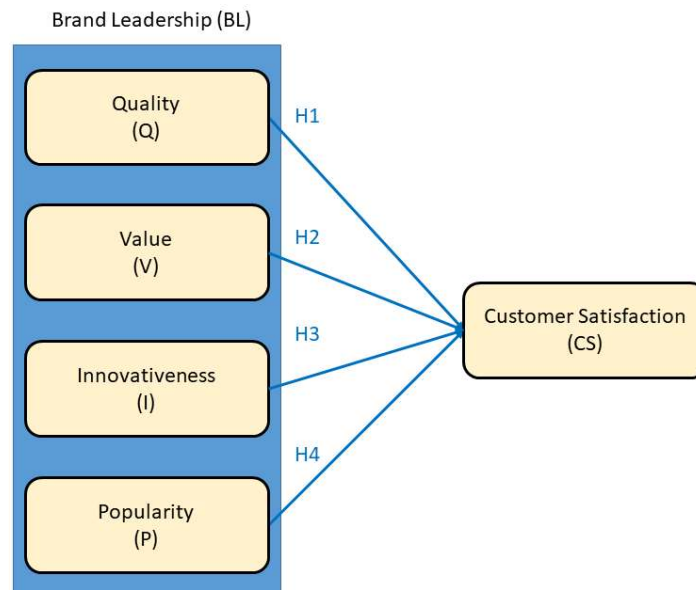 Brand Leadership (BL)
Quality
(Q)
H1
Value
(V)
H2
Innovativeness
(I)
H3
Popularity
(P)
H4
Customer Satisfaction
(CS)